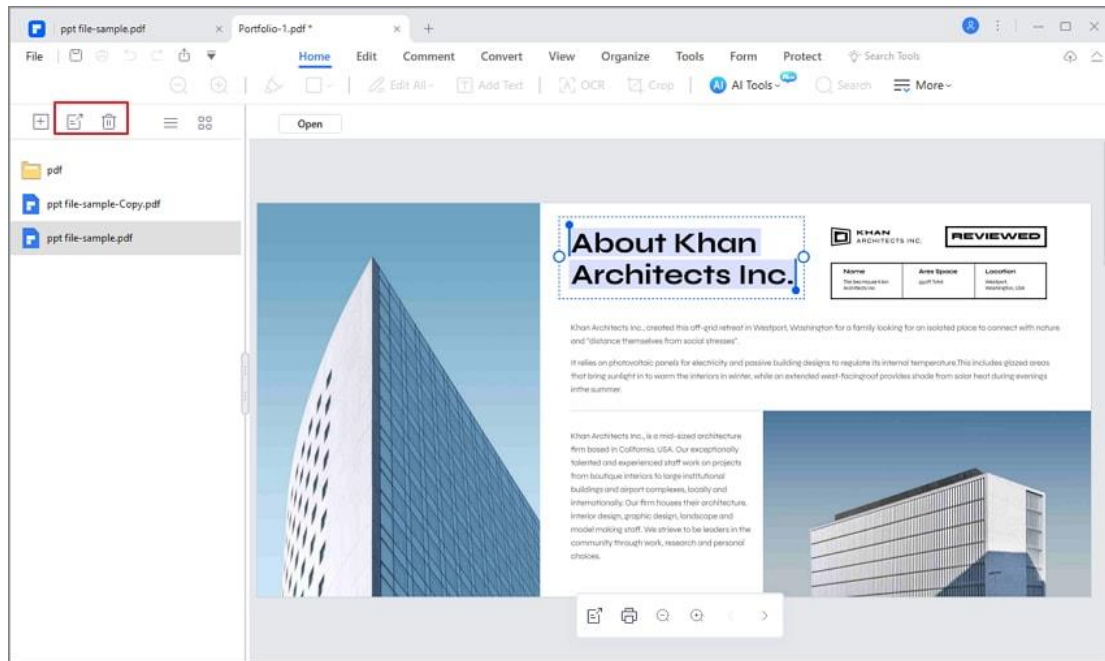 ppt file-sample.pdf
Portfolio-1.pdf *
File
Home Edit Comment Convert View Organize Tools Form Protect Search Tools
Edit All
Add Text
OCR
Crop
AI
AI Tools
Search
More
Open
pdf
ppt file-sample-Copy.pdf
ppt file-sample.pdf
About Khan
Architects Inc.
KHAN
ARCHITECTS INC.
REVIEWED
Name Area Space Location
Westport,
Washington, USA
Khan Architects Inc., created this off-grid retreat in Westport, Washington for a family looking for an isolated place to connect with nature
and "distance themselves from social stresses".
It relies on photovoltaic panels for electricity and passive building designs to regulate its internal temperature.This includes glazed areas
that bring sunlight in to warm the interiors in winter, while an extended west-facingroof provides shade from solar heat during evenings
inthe summer.
Khan Architects Inc., is a mid-sized architecture
firm based in California, USA. Our exceptionally
talented and experienced staff work on projects
from boutique interiors to large institutional
buildings and airport complexes, locally and
internationally. Our firm houses their architecture,
interior design, graphic design, landscape and
model making staff. We strieve to be leaders in the
community through work, research and personal
choices.